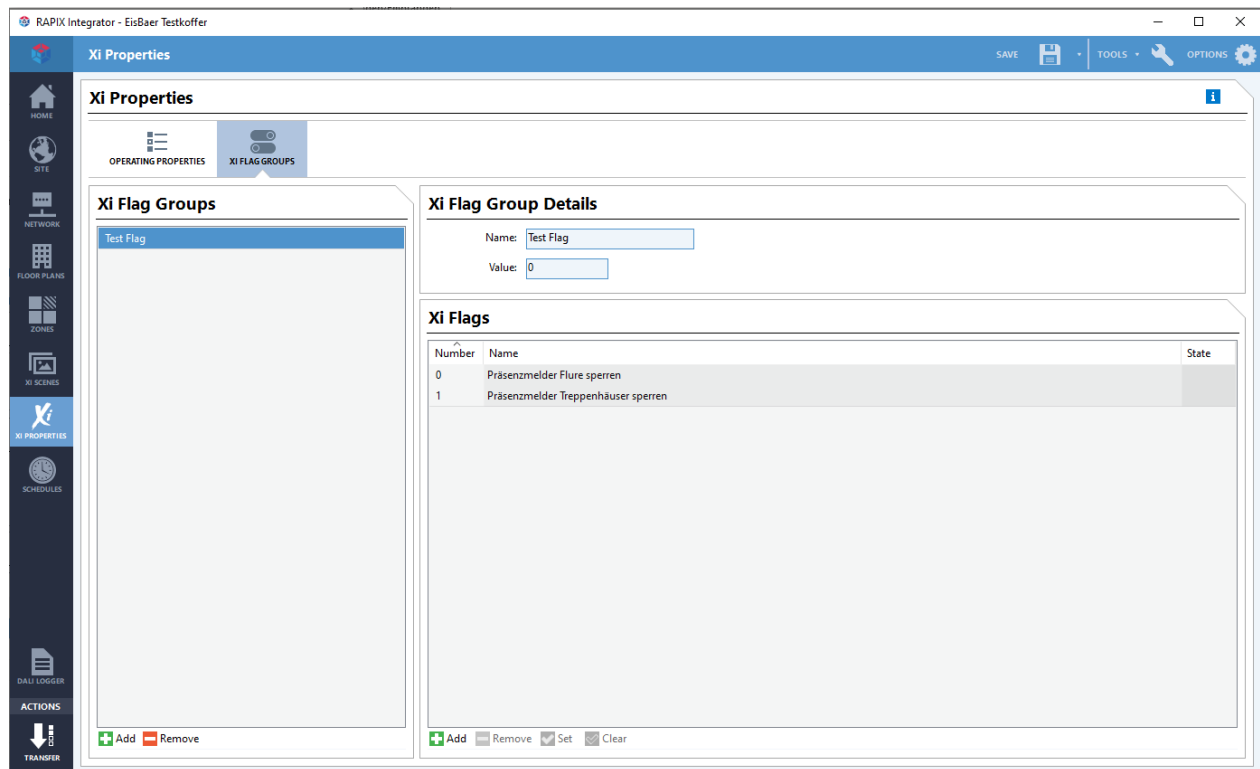 RAPIX Integrator - EisBaer Testkoffer
Xi Properties
SAVE
TOOLS
OPTIONS
HOME
SITE
NETWORK
FLOOR PLANS
ZONES
XI SCENES
Xi
XI PROPERTIES
SCHEDULES
DALI LOGGER
ACTIONS
TRANSFER
Xi Properties
i
OPERATING PROPERTIES
XI FLAG GROUPS
Xi Flag Groups
Test Flag
Add Remove
Xi Flag Group Details
Name: Test Flag
Value: 0
Xi Flags
Number Name State
0 Präsenzmelder Flure sperren
1 Präsenzmelder Treppenhäuser sperren
Add Remove Set Clear